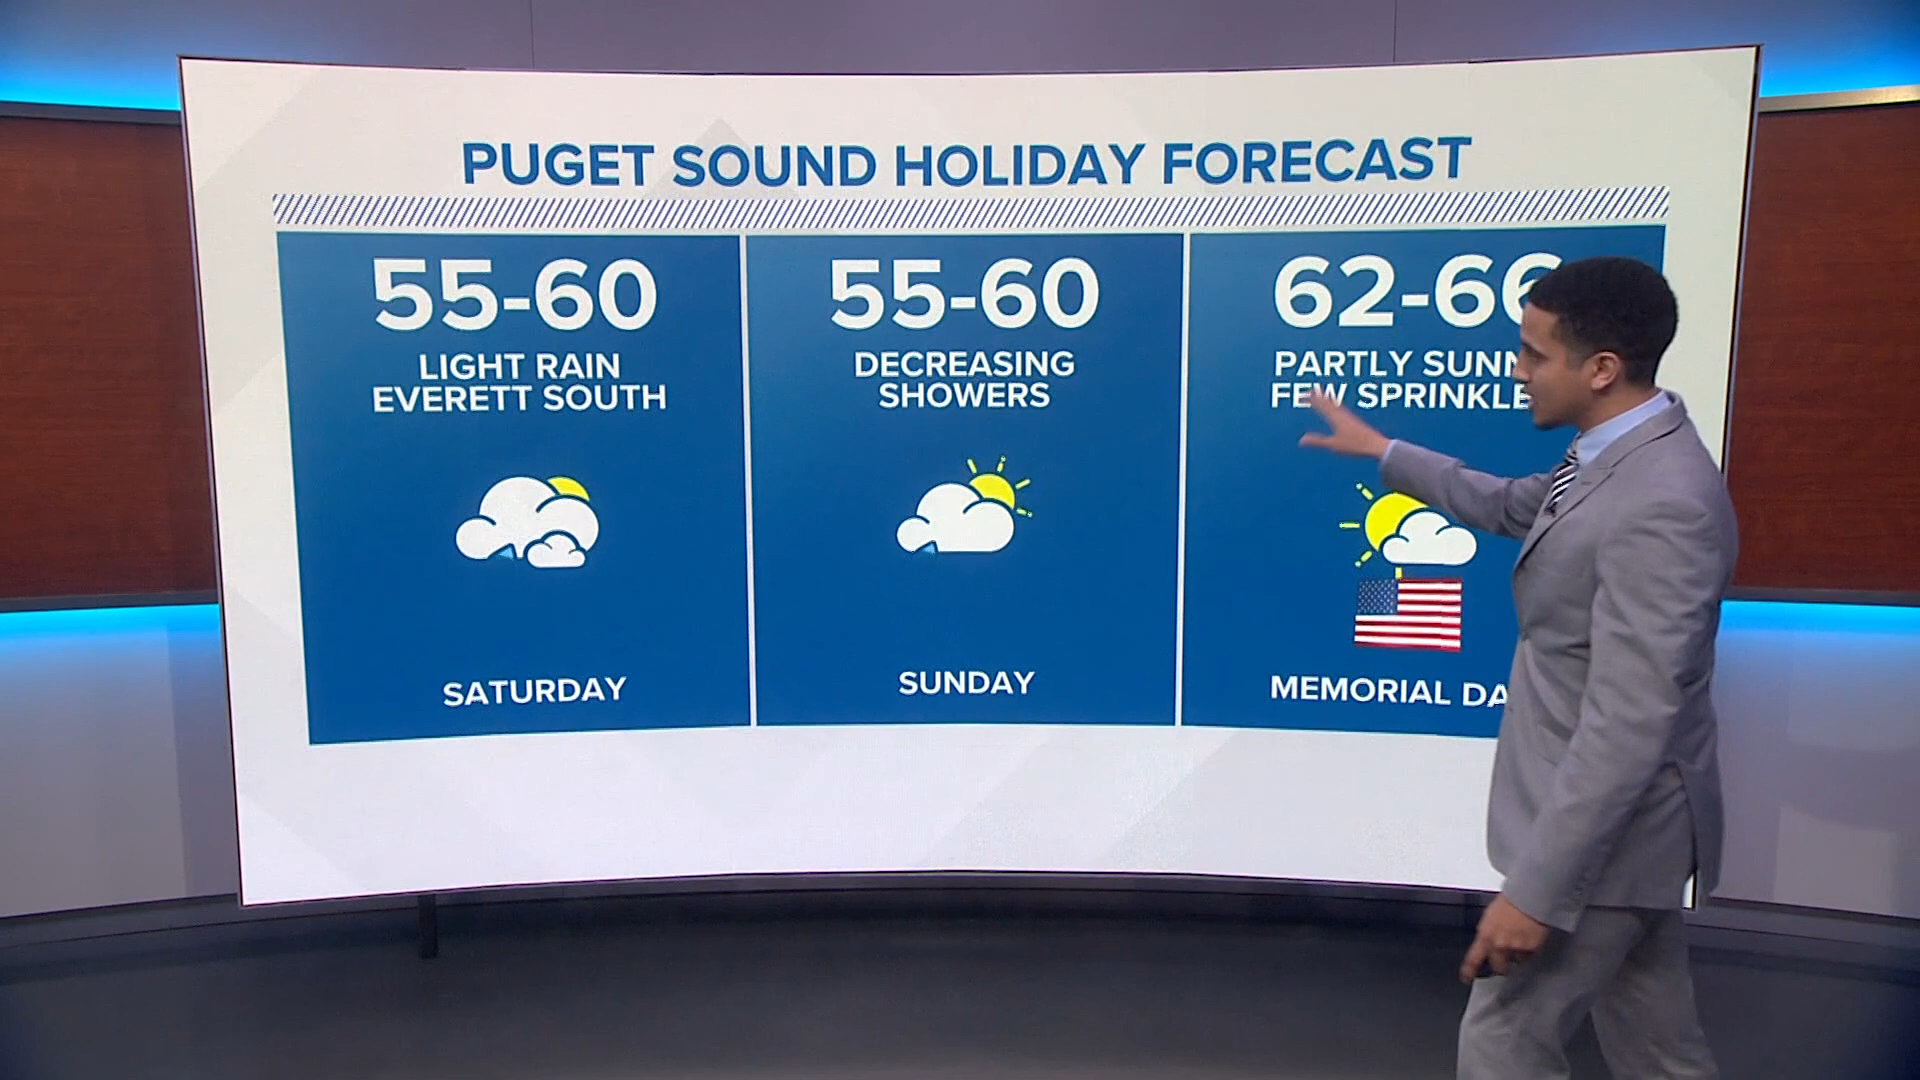 PUGET SOUND HOLIDAY FORECAST
55-60
LIGHT RAIN
EVERETT SOUTH
SATURDAY
55-60
DECREASING
SHOWERS
SUNDAY
62-66
PARTLY SUNN
FEW SPRINKLE
MEMORIAL DA